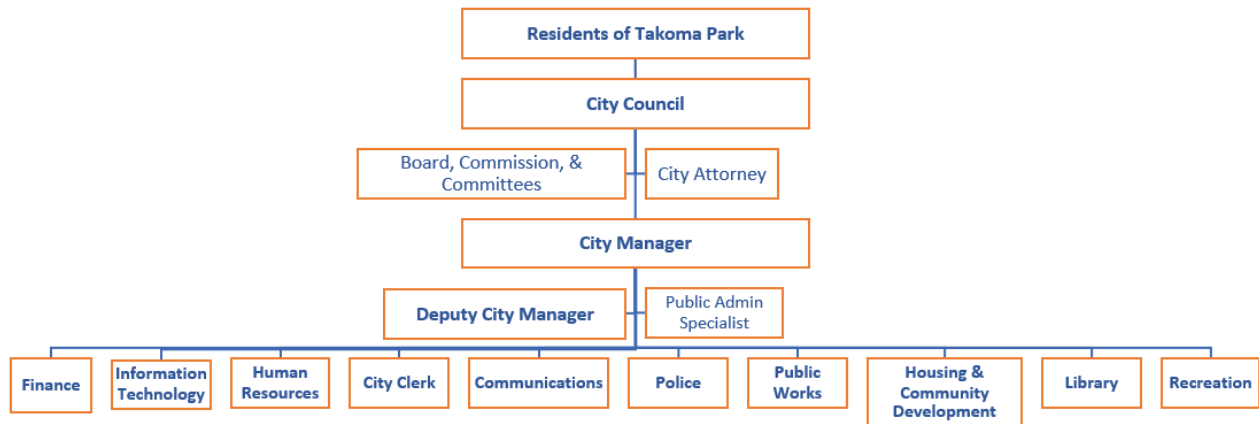 Residents of Takoma Park
City Council
Board, Commission, &
Committees
City Attorney
City Manager
Deputy City Manager
Public Admin
Specialist
Finance
Information
Technology
Human
Resources
City Clerk
Communications
Police
Public
Works
Housing &
Community
Development
Library
Recreation